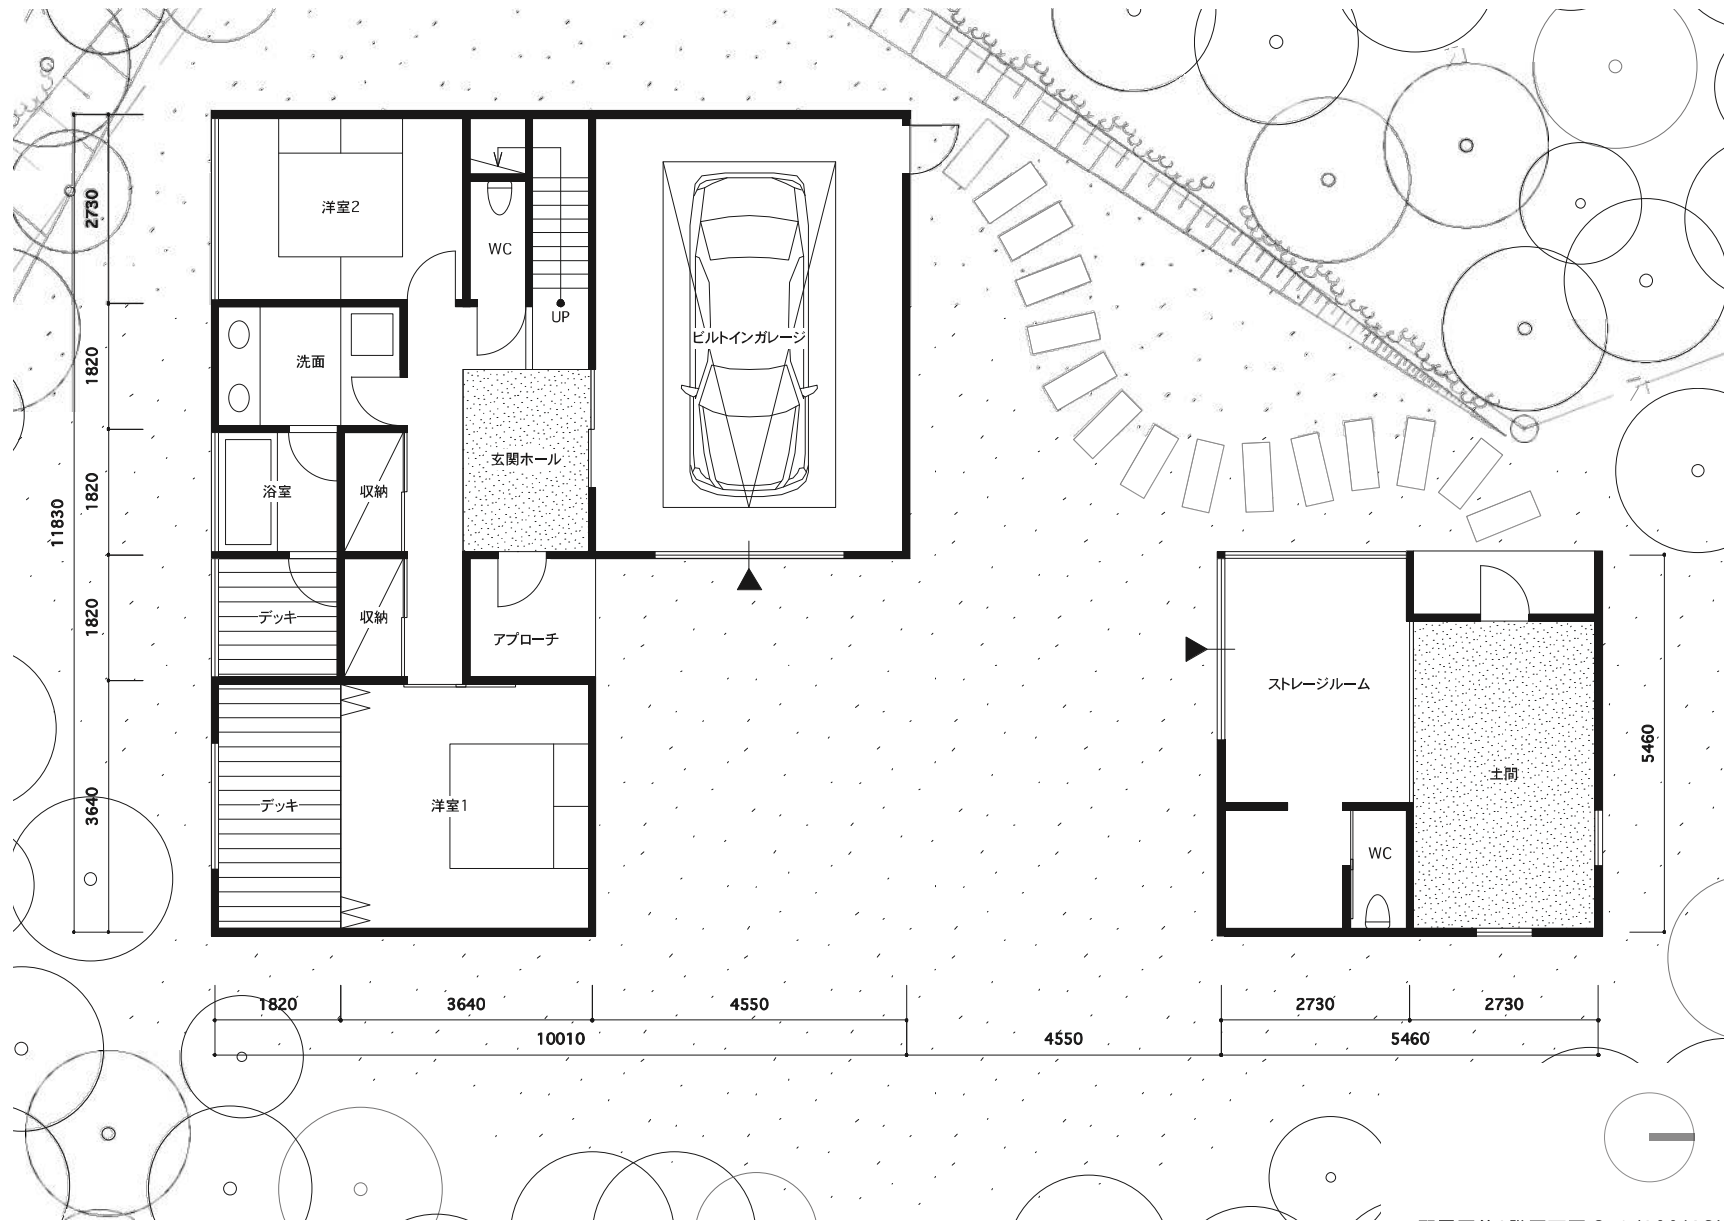 洋室2
WC
UP
ビルトインガレージ
洗面
玄関ホール
浴室
収納
デッキ
収納
アプローチ
デッキ
洋室1
ストレージルーム
土間
WC
2730
1820
1820
1820
3640
11830
5460
1820
3640
4550
10010
4550
2730
2730
5460